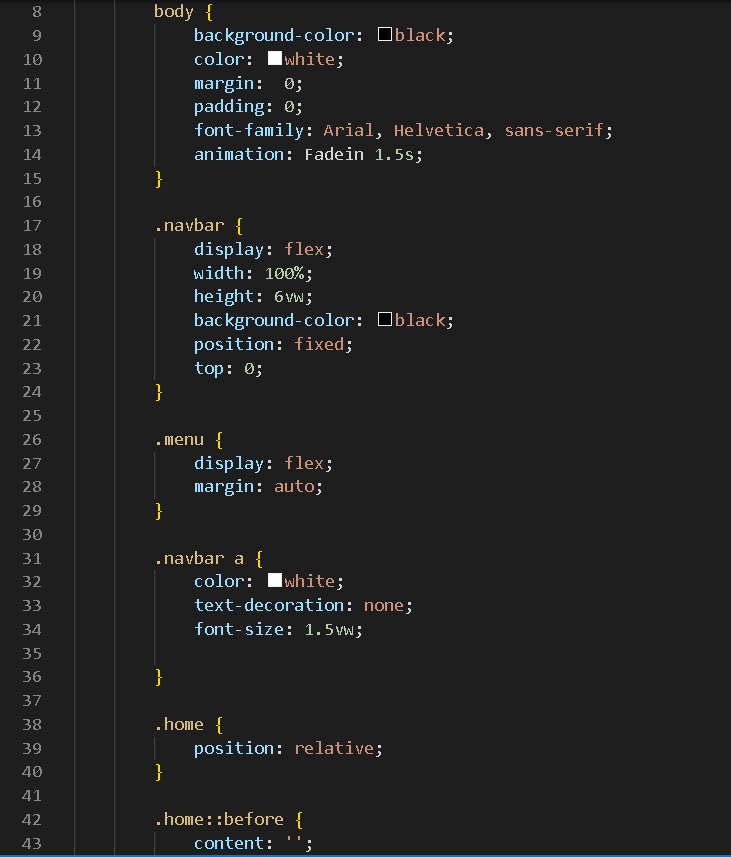 8 body {
9 background-color: black;
10 color: white;
11 margin:  0;
12 padding: 0;
13 font-family: Arial, Helvetica, sans-serif;
14 animation: Fadein 1.5s;
15 }
16
17 .navbar {
18 display: flex;
19 width: 100%;
20 height: 6vw;
21 background-color: black;
22 position: fixed;
23 top: 0;
24 }
25
26 .menu {
27 display: flex;
28 margin: auto;
29 }
30
31 .navbar a {
32 color: white;
33 text-decoration: none;
34 font-size: 1.5vw;
35
36 }
37
38 .home {
39 position: relative;
40 }
41
42 .home::before {
43 content: '';